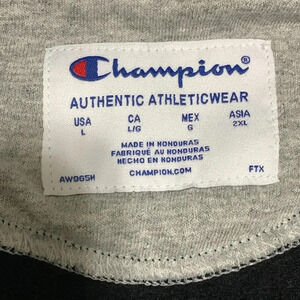 Champion®
AUTHENTIC ATHLETICWEAR
USA CA MEX ASIA
L L/G G 2XL
MADE IN HONDURAS
FABRIQUÉ AU HONDURAS
HECHO EN HONDURAS
AW965H CHAMPION.COM FTX